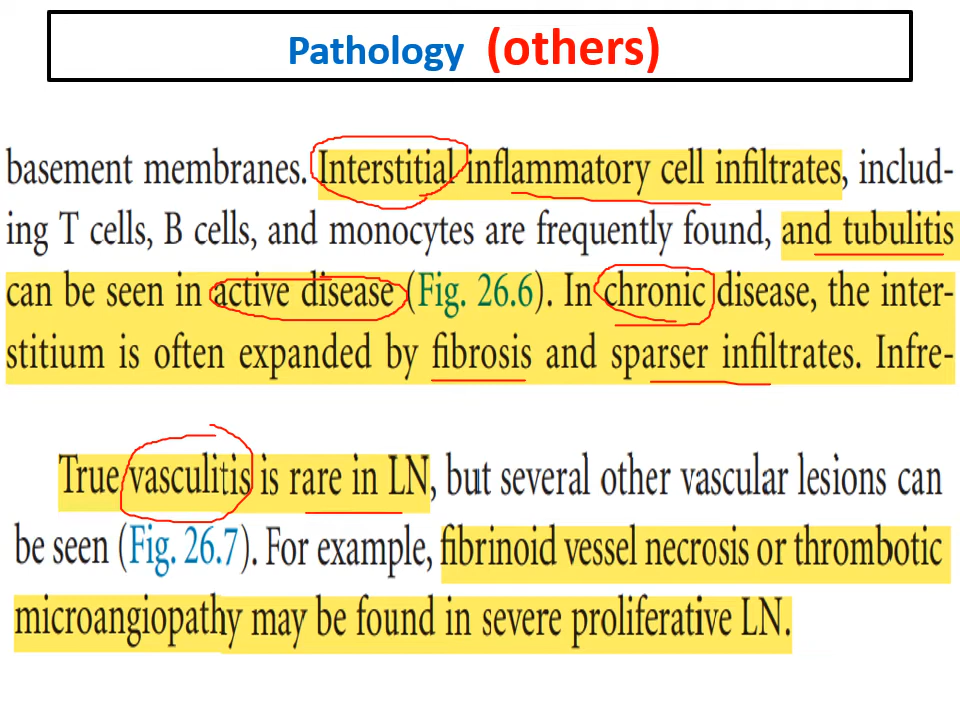 Pathology (others)
basement membranes. Interstitial inflammatory cell infiltrates, includ-
ing T cells, B cells, and monocytes are frequently found, and tubulitis
can be seen in active disease (Fig. 26.6). In chronic disease, the inter-
stitium is often expanded by fibrosis and sparser infiltrates. Infre-
True vasculitis is rare in LN, but several other vascular lesions can
be seen (Fig. 26.7). For example, fibrinoid vessel necrosis or thrombotic
microangiopathy may be found in severe proliferative LN.